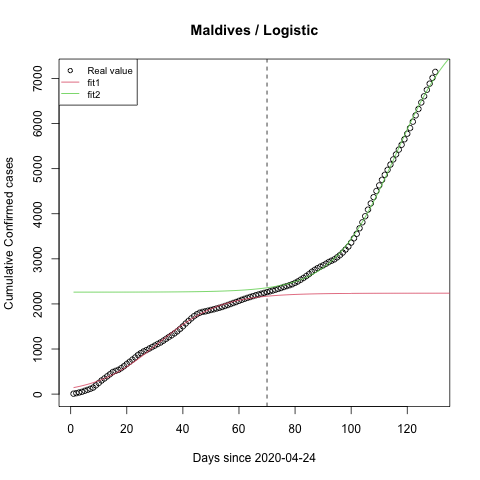 Maldives / Logistic
Real value
fit1
fit2
Cumulative Confirmed cases
7000
6000
5000
4000
3000
2000
1000
0
0 20 40 60 80 100 120
Days since 2020-04-24